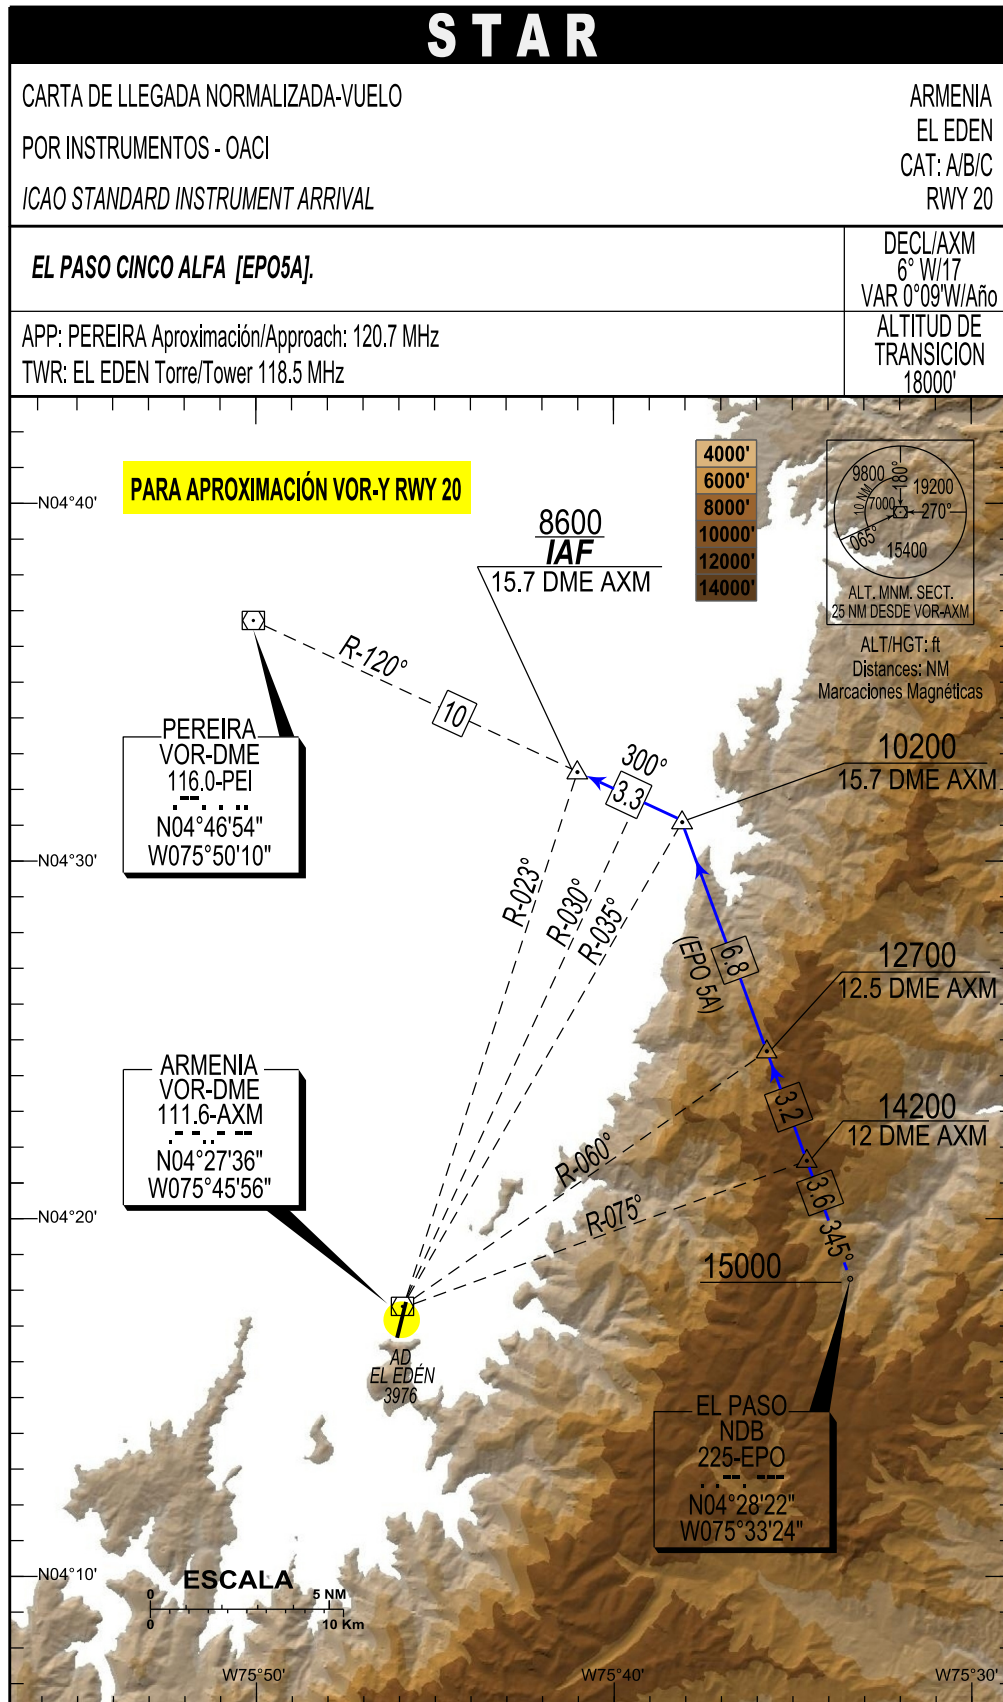 STAR
CARTA DE LLEGADA NORMALIZADA-VUELO
POR INSTRUMENTOS - OACI
ICAO STANDARD INSTRUMENT ARRIVAL
ARMENIA
EL EDEN
CAT: A/B/C
RWY 20
EL PASO CINCO ALFA [EPO5A].
DECL/AXM
6° W/17
VAR 0°09'W/Año
APP: PEREIRA Aproximación/Approach: 120.7 MHz
TWR: EL EDEN Torre/Tower 118.5 MHz
ALTITUD DE
TRANSICION
18000'
PARA APROXIMACIÓN VOR-Y RWY 20
4000'
6000'
8000'
10000'
12000'
14000'
9800
180°
19200
10 NM
7000
270°
065°
15400
ALT. MNM. SECT.
25 NM DESDE VOR-AXM
ALT/HGT: ft
Distances: NM
Marcaciones Magnéticas
N04°40'
8600
IAF
15.7 DME AXM
R-120°
10
PEREIRA
VOR-DME
116.0-PEI
N04°46'54"
W075°50'10"
300°
3.3
10200
15.7 DME AXM
N04°30'
R-023°
R-030°
R-035°
6.8
(EPO 5A)
12700
12.5 DME AXM
ARMENIA
VOR-DME
111.6-AXM
N04°27'36"
W075°45'56"
3.2
14200
12 DME AXM
R-060°
R-075°
3.6
345°
N04°20'
15000
AD
EL EDÉN
3976
EL PASO
NDB
225-EPO
N04°28'22"
W075°33'24"
N04°10'
ESCALA
0
5 NM
0
10 Km
W75°50'
W75°40'
W75°30'